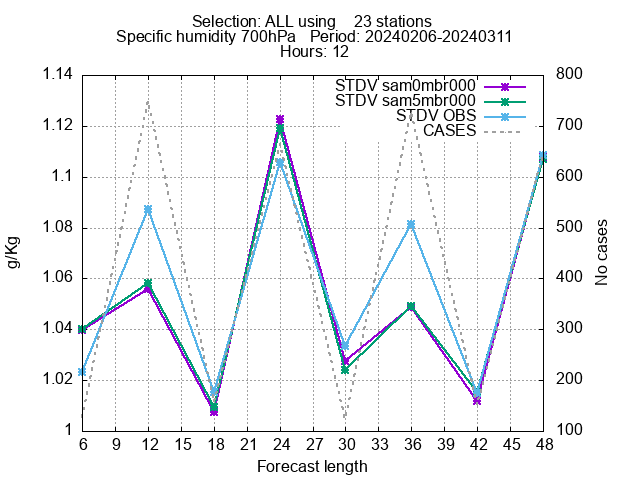 Selection: ALL using    23 stations
Specific humidity 700hPa   Period: 20240206-20240311
Hours: 12
1.14
1.12
1.1
1.08
1.06
1.04
1.02
1
800
700
600
500
400
300
200
100
STDV sam0mbr000
STDV sam5mbr000
STDV OBS
CASES
g/Kg
No cases
6 9 12 15 18 21 24 27 30 33 36 39 42 45 48
Forecast length